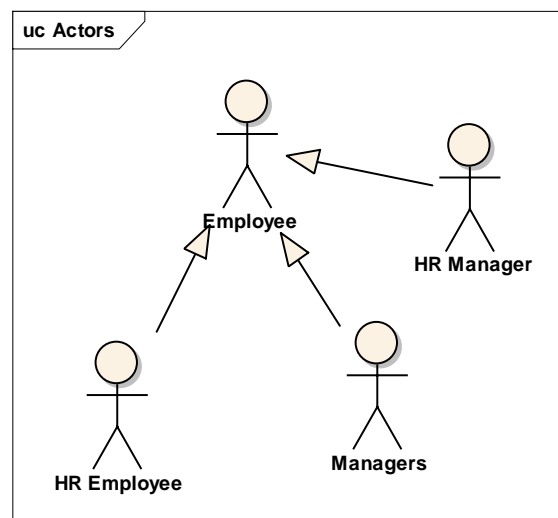 uc Actors
Employee
HR Manager
Managers
HR Employee